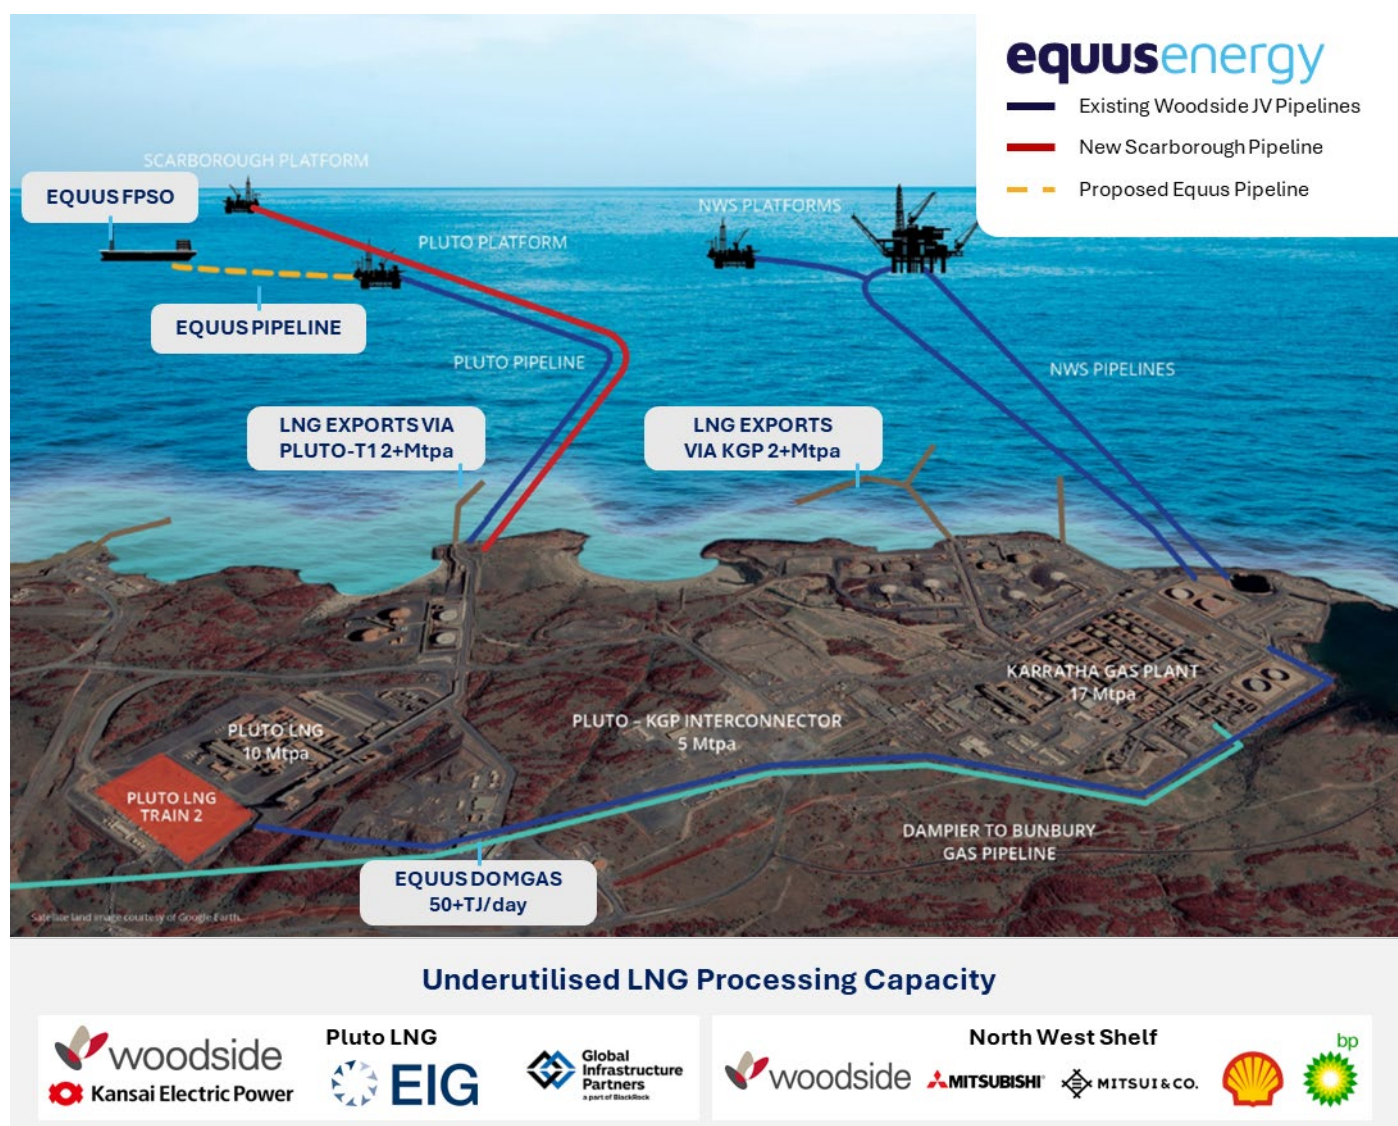 equusenergy
Existing Woodside JV Pipelines
New Scarborough Pipeline
Proposed Equus Pipeline
SCARBOROUGH PLATFORM
EQUUS FPSO
NWS PLATFORMS
PLUTO PLATFORM
EQUUS PIPELINE
PLUTO PIPELINE
NWS PIPELINES
LNG EXPORTS VIA
PLUTO-T1 2+Mtpa
LNG EXPORTS
VIA KGP 2+Mtpa
KARRATHA GAS PLANT
17 Mtpa
PLUTO – KGP INTERCONNECTOR
5 Mtpa
PLUTO LNG
10 Mtpa
PLUTO LNG
TRAIN 2
DAMPIER TO BUNBURY
GAS PIPELINE
EQUUS DOMGAS
50+TJ/day
Satellite land image courtesy of Google Earth.
Underutilised LNG Processing Capacity
Pluto LNG
woodside
Kansai Electric Power
EIG
Global
Infrastructure
Partners
a part of BlackRock
North West Shelf
woodside
MITSUBISHI
MITSUI & CO.
bp